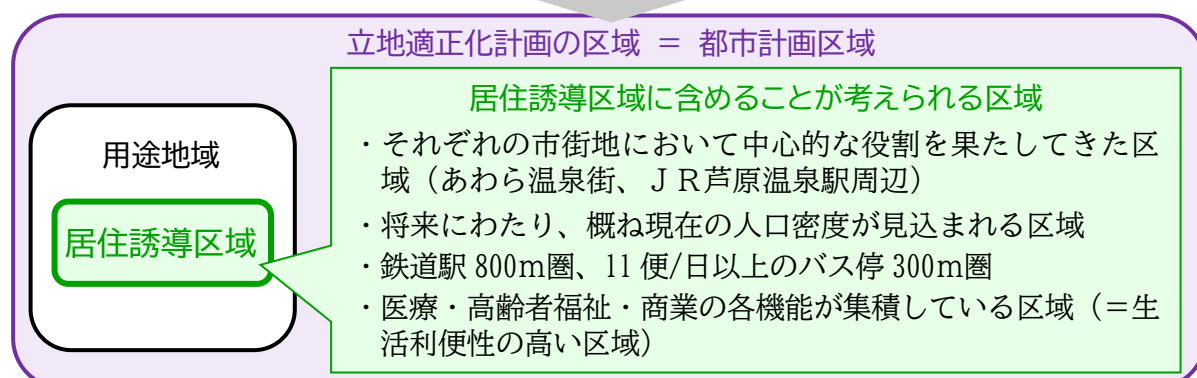 立地適正化計画の区域 ＝ 都市計画区域
用途地域
居住誘導区域
居住誘導区域に含めることが考えられる区域
・それぞれの市街地において中心的な役割を果たしてきた区
域（あわら温泉街、ＪＲ芦原温泉駅周辺）
・将来にわたり、概ね現在の人口密度が見込まれる区域
・鉄道駅 800ｍ圏、11 便/日以上のバス停 300ｍ圏
・医療・高齢者福祉・商業の各機能が集積している区域（＝生
活利便性の高い区域）